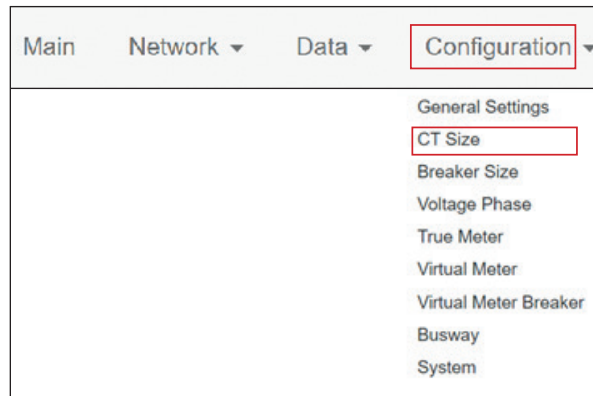 Main Network Data Configuration
General Settings
CT Size
Breaker Size
Voltage Phase
True Meter
Virtual Meter
Virtual Meter Breaker
Busway
System